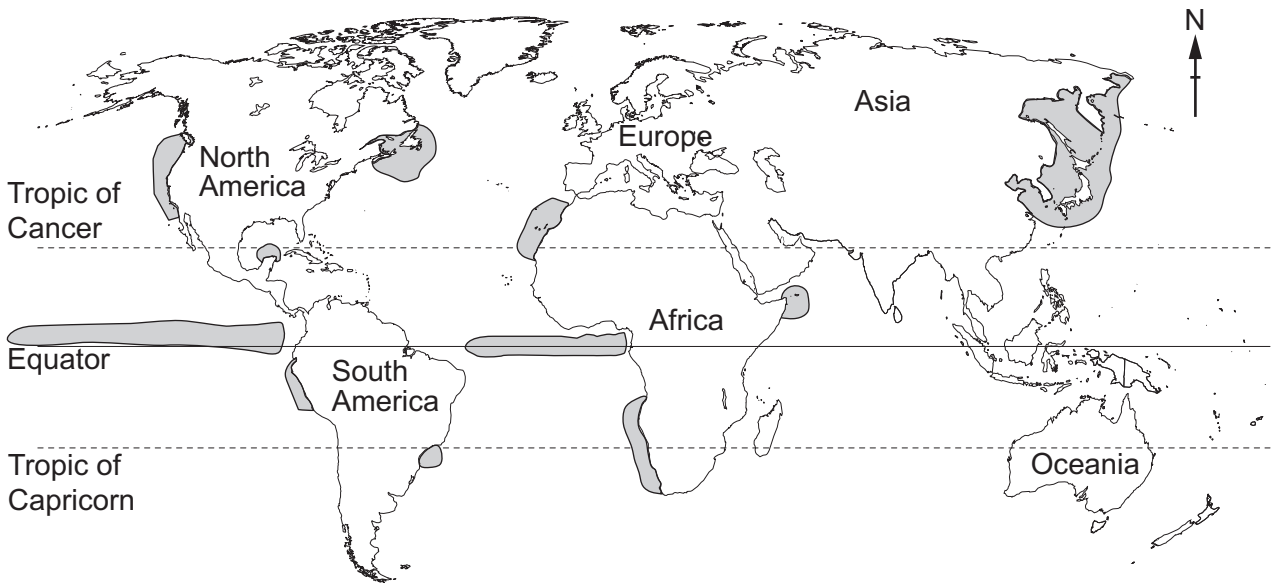 N
Asia
Europe
North
America
Tropic of
Cancer
Africa
Equator
South
America
Oceania
Tropic of
Capricorn